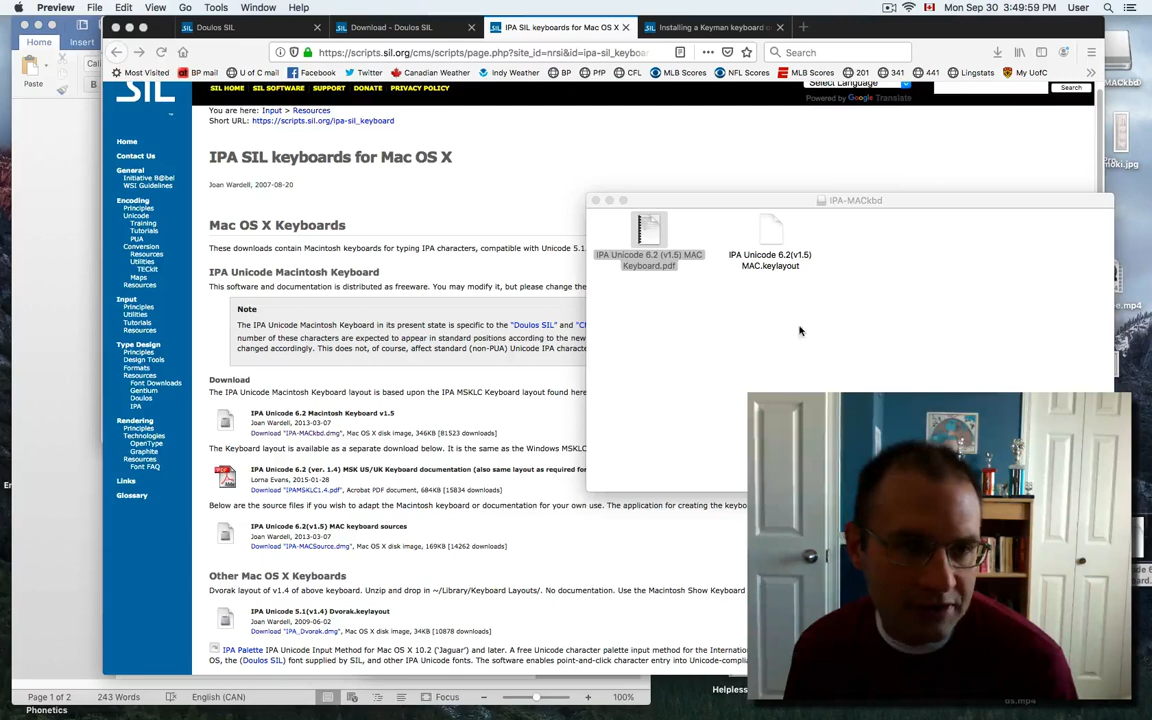 Preview File Edit View Go Tools Window Help
Mon Sep 30 3:49:59 PM User
Home Insert
Doulos SIL
Download - Doulos SIL
IPA SIL keyboards for Mac OS X
Installing a Keyman keyboard
https://scripts.sil.org/cms/scripts/page.php?site_id=nrsi&id=ipa-sil_keyboa
Search
Paste
Most Visited BP mail U of C mail Facebook Twitter Canadian Weather Indy Weather BP PfP CFL MLB Scores NFL Scores MLB Scores 201 341 441 Lingstats My UofC
SIL
SIL HOME SIL SOFTWARE SUPPORT DONATE PRIVACY POLICY
Select Language
Powered by Google Translate
Search
You are here: Input > Resources
Short URL: https://scripts.sil.org/ipa-sil_keyboard
Home
Contact Us
General
Initiative B@bel
WSI Guidelines
Encoding
Principles
Unicode
Training
Tutorials
PUA
Conversion
Resources
Utilities
TECkit
Maps
Resources
Input
Principles
Utilities
Tutorials
Resources
Type Design
Principles
Design Tools
Formats
Resources
Font Downloads
Gentium
Doulos
IPA
Rendering
Principles
Technologies
OpenType
Graphite
Resources
Font FAQ
Links
Glossary
IPA SIL keyboards for Mac OS X
Joan Wardell, 2007-08-20
Mac OS X Keyboards
These downloads contain Macintosh keyboards for typing IPA characters, compatible with Unicode 5.1
IPA Unicode Macintosh Keyboard
This software and documentation is distributed as freeware. You may modify it, but please change the
Note
The IPA Unicode Macintosh Keyboard in its present state is specific to the "Doulos SIL" and "Ch
number of these characters are expected to appear in standard positions according to the new
changed accordingly. This does not, of course, affect standard (non-PUA) Unicode IPA characte
Download
The IPA Unicode Macintosh Keyboard layout is based upon the IPA MSKLC Keyboard layout found here
IPA Unicode 6.2 Macintosh Keyboard v1.5
Joan Wardell, 2013-03-07
Download "IPA-MACkbd.dmg", Mac OS X disk image, 346KB [81523 downloads]
The Keyboard layout is available as a separate download below. It is the same as the Windows MSKLC
IPA Unicode 6.2 (ver. 1.4) MSK US/UK Keyboard documentation (also same layout as required for
Lorna Evans, 2015-01-28
Download "IPAMSKLC1.4.pdf", Acrobat PDF document, 684KB [15834 downloads]
Below are the source files if you wish to adapt the Macintosh keyboard or documentation for your own use. The application for creating the keybo
IPA Unicode 6.2(v1.5) MAC keyboard sources
Joan Wardell, 2013-03-07
Download "IPA-MACSource.dmg", Mac OS X disk image, 169KB [14262 downloads]
Other Mac OS X Keyboards
Dvorak layout of v1.4 of above keyboard. Unzip and drop in ~/Library/Keyboard Layouts/. No documentation. Use the Macintosh Show Keyboard
IPA Unicode 5.1(v1.4) Dvorak.keylayout
Joan Wardell, 2009-06-02
Download "IPA_Dvorak.dmg", Mac OS X disk image, 34KB [10878 downloads]
IPA Palette IPA Unicode Input Method for Mac OS X 10.2 ('Jaguar') and later. A free Unicode character palette input method for the Internatio
OS, the (Doulos SIL) font supplied by SIL, and other IPA Unicode fonts. The software enables point-and-click character entry into Unicode-compl
IPA-MACkbd
IPA Unicode 6.2 (v1.5) MAC
Keyboard.pdf
IPA Unicode 6.2(v1.5)
MAC.keylayout
Page 1 of 2 243 Words English (CAN) Focus 100%
Phonetics
Helpless
os.mp4
ACkbd
noki.jpg